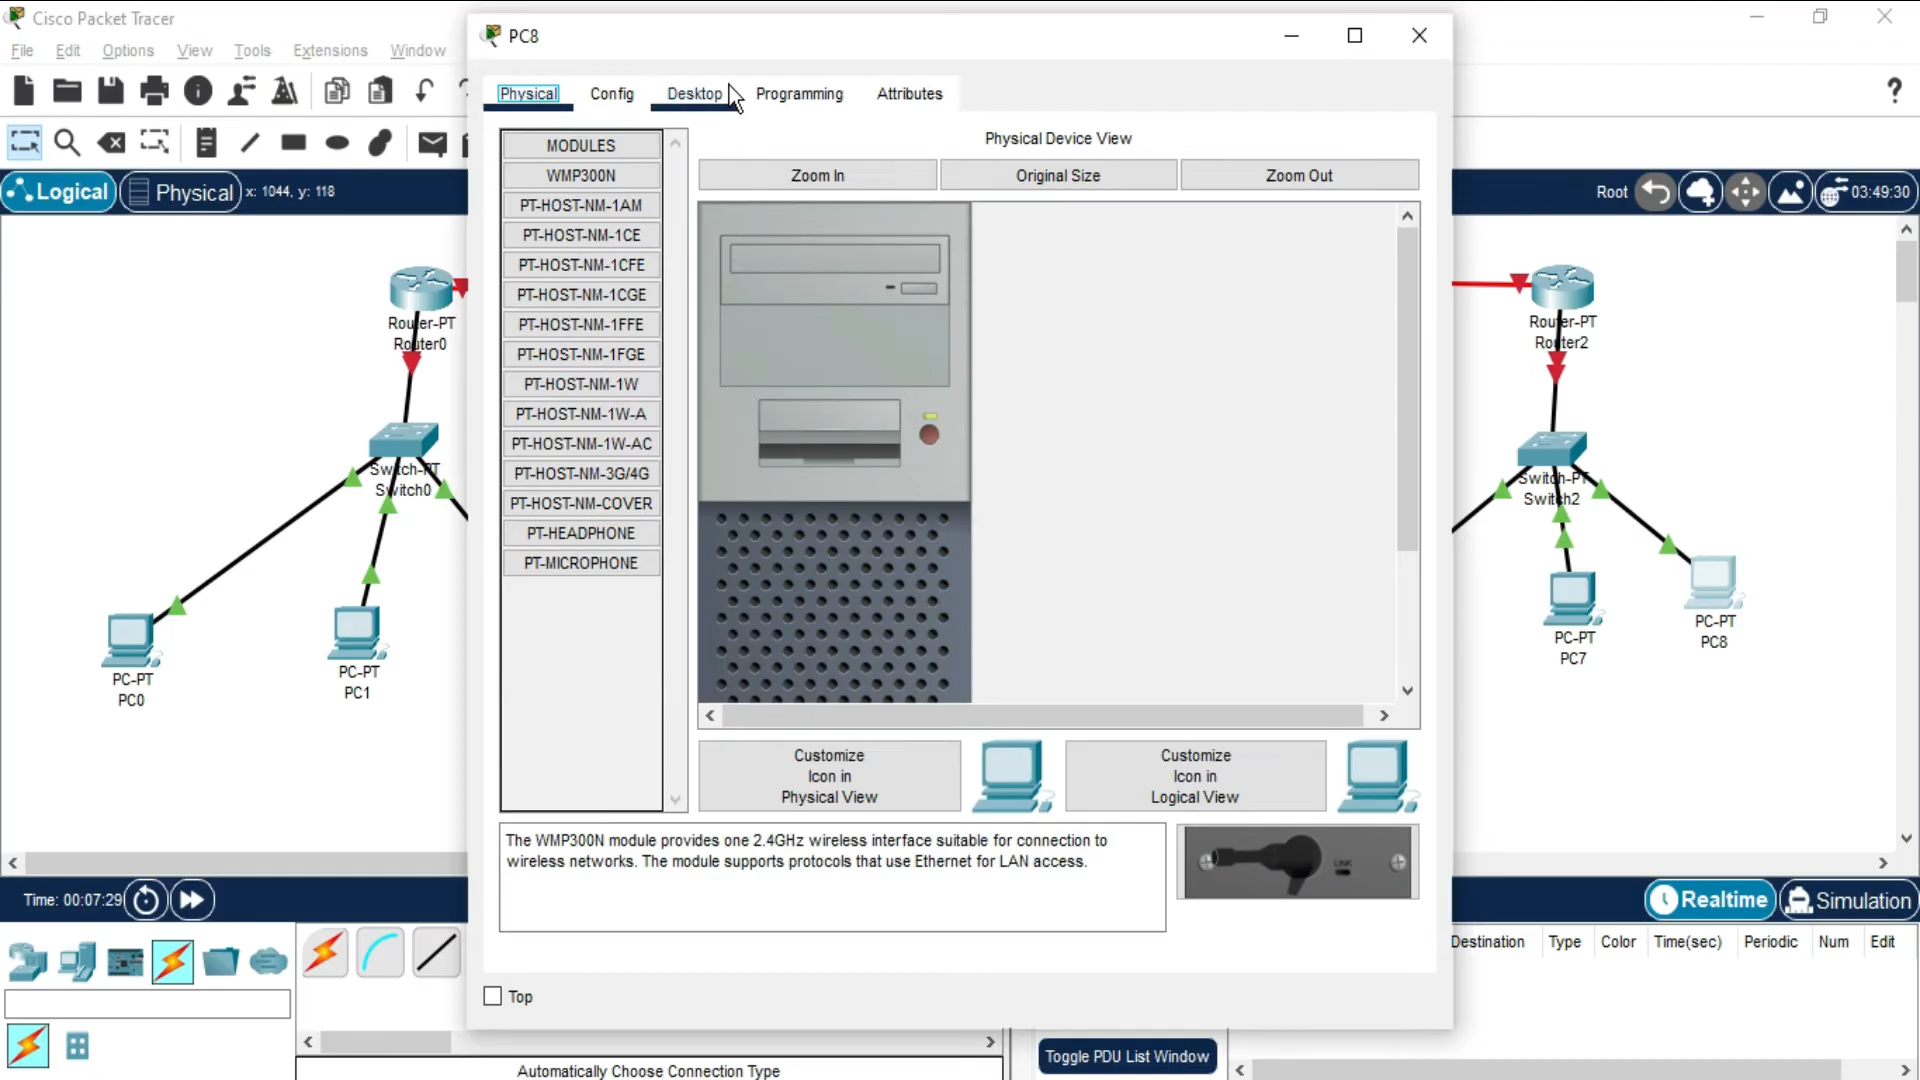 Cisco Packet Tracer
File Edit Options View Tools Extensions Window
PC8
Physical Config Desktop Programming Attributes
?
Logical Physical x: 1044, y: 118
Root 03:49:30
MODULES
WMP300N
PT-HOST-NM-1AM
PT-HOST-NM-1CE
PT-HOST-NM-1CFE
PT-HOST-NM-1CGE
PT-HOST-NM-1FFE
PT-HOST-NM-1FGE
PT-HOST-NM-1W
PT-HOST-NM-1W-A
PT-HOST-NM-1W-AC
PT-HOST-NM-3G/4G
PT-HOST-NM-COVER
PT-HEADPHONE
PT-MICROPHONE
Physical Device View
Zoom In Original Size Zoom Out
Router-PT
Router0
Switch-PT
Switch0
PC-PT
PC0
PC-PT
PC1
Router-PT
Router2
Switch-PT
Switch2
PC-PT
PC7
PC-PT
PC8
Customize
Icon in
Physical View
Customize
Icon in
Logical View
The WMP300N module provides one 2.4GHz wireless interface suitable for connection to
wireless networks. The module supports protocols that use Ethernet for LAN access.
LINK
Top
Time: 00:07:29
Realtime Simulation
Destination Type Color Time(sec) Periodic Num Edit
Toggle PDU List Window
Automatically Choose Connection Type